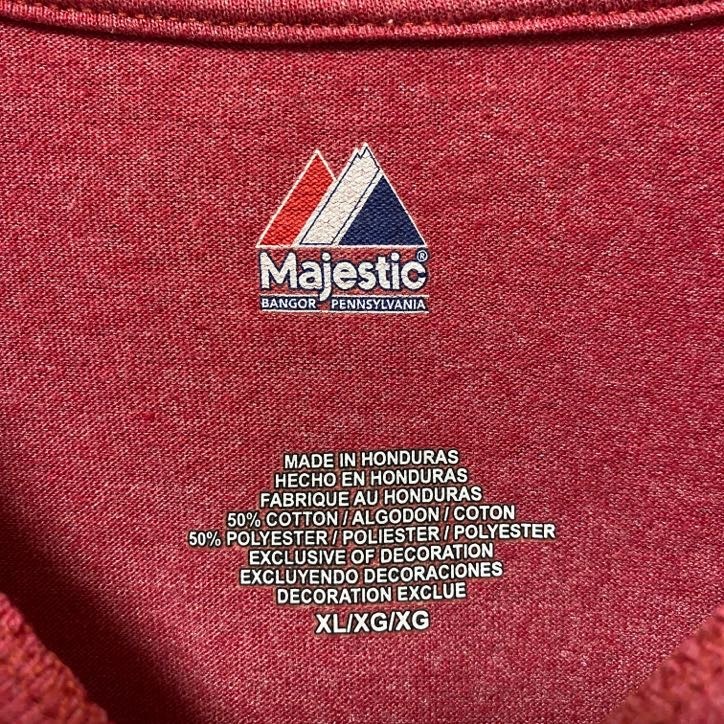 Majestic®
BANGOR PENNSYLVANIA
MADE IN HONDURAS
HECHO EN HONDURAS
FABRIQUE AU HONDURAS
50% COTTON / ALGODON / COTON
50% POLYESTER / POLIESTER / POLYESTER
EXCLUSIVE OF DECORATION
EXCLUYENDO DECORACIONES
DECORATION EXCLUE
XL/XG/XG